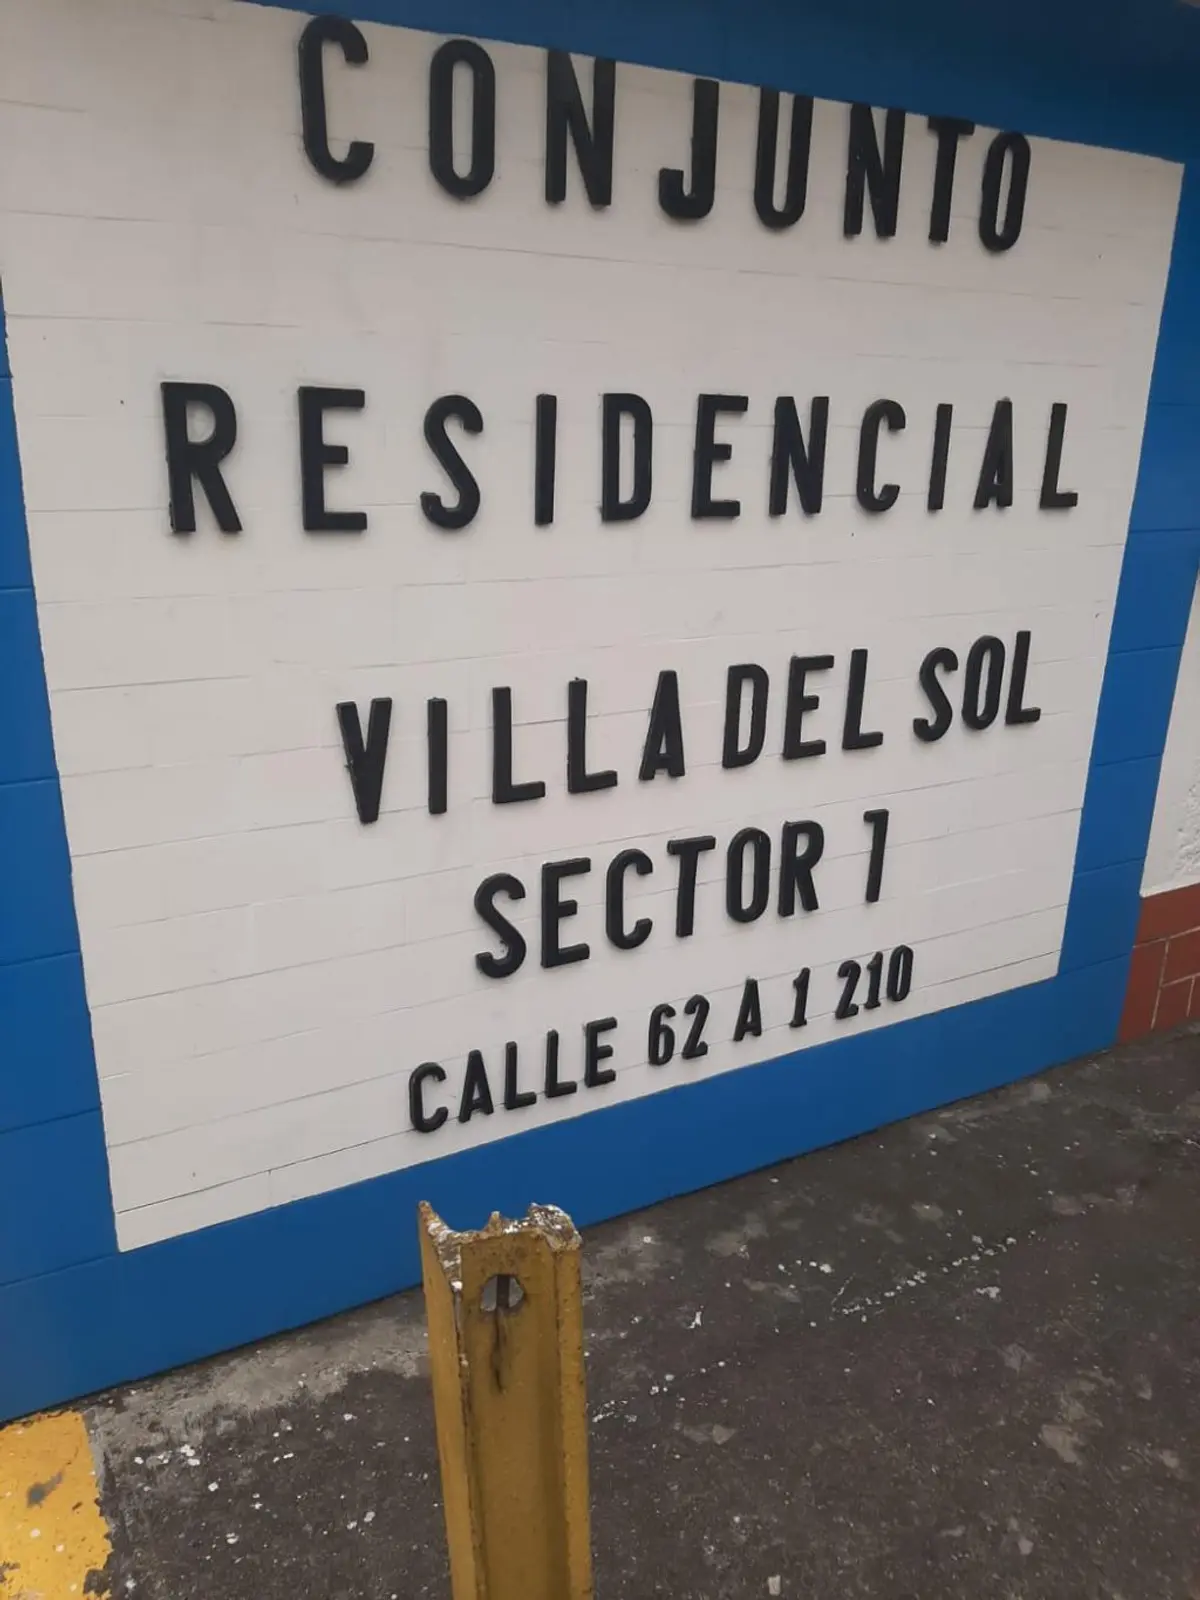 CONJUNTO
RESIDENCIAL
VILLA DEL SOL
SECTOR 7
CALLE 62 A 1 210